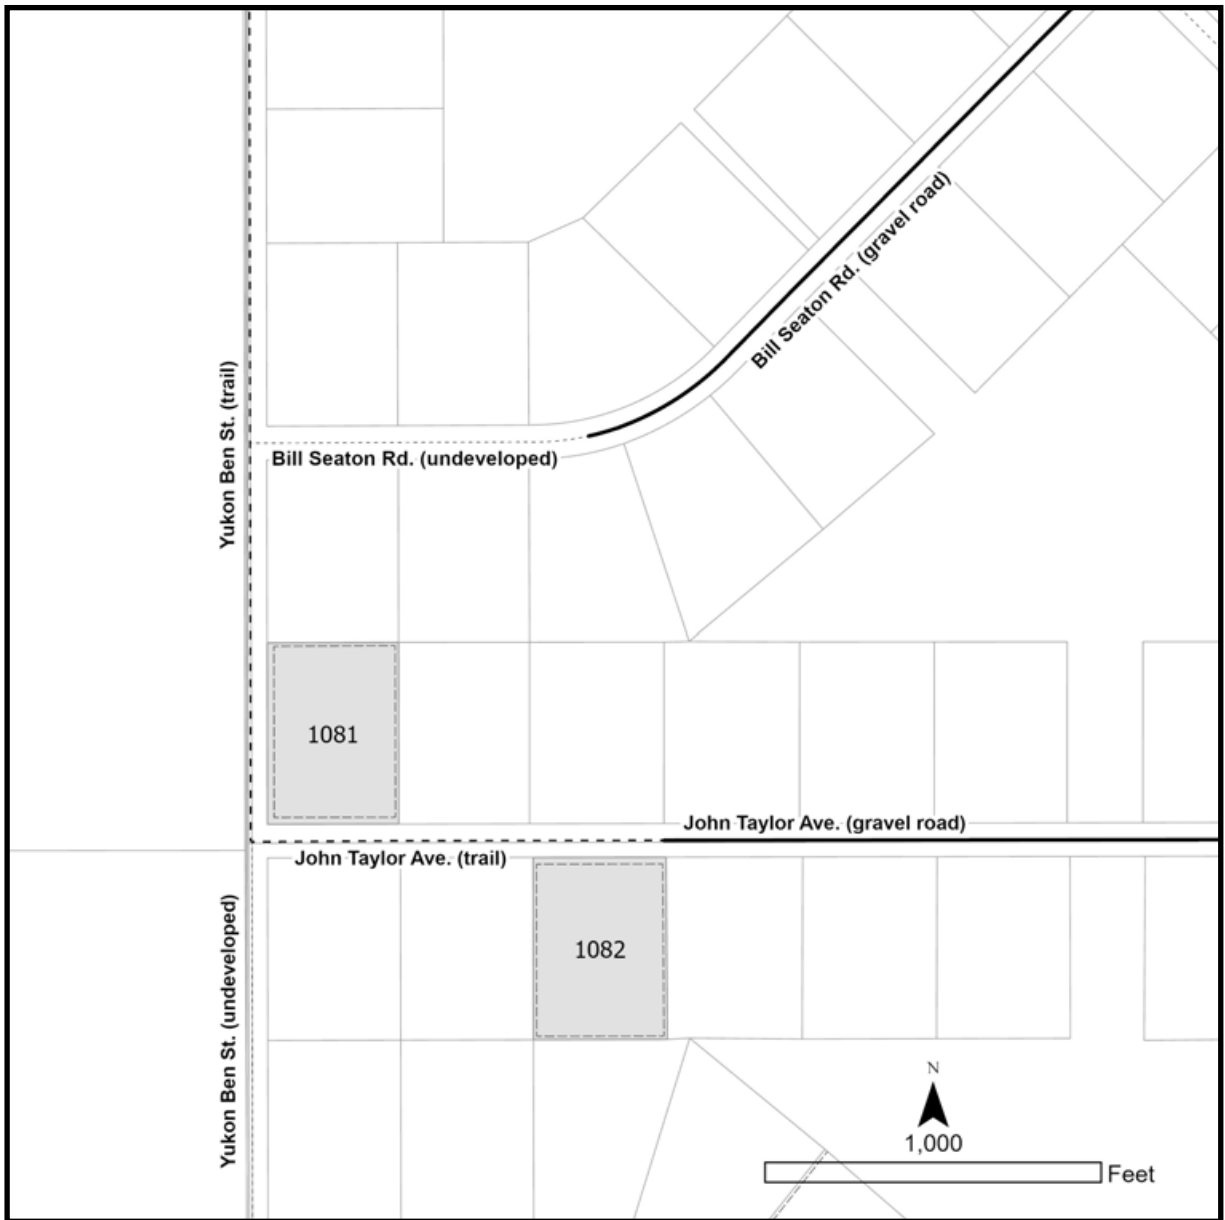 Bill Seaton Rd. (gravel road)
Yukon Ben St. (trail)
Bill Seaton Rd. (undeveloped)
1081
John Taylor Ave. (gravel road)
John Taylor Ave. (trail)
Yukon Ben St. (undeveloped)
1082
N
1,000
Feet